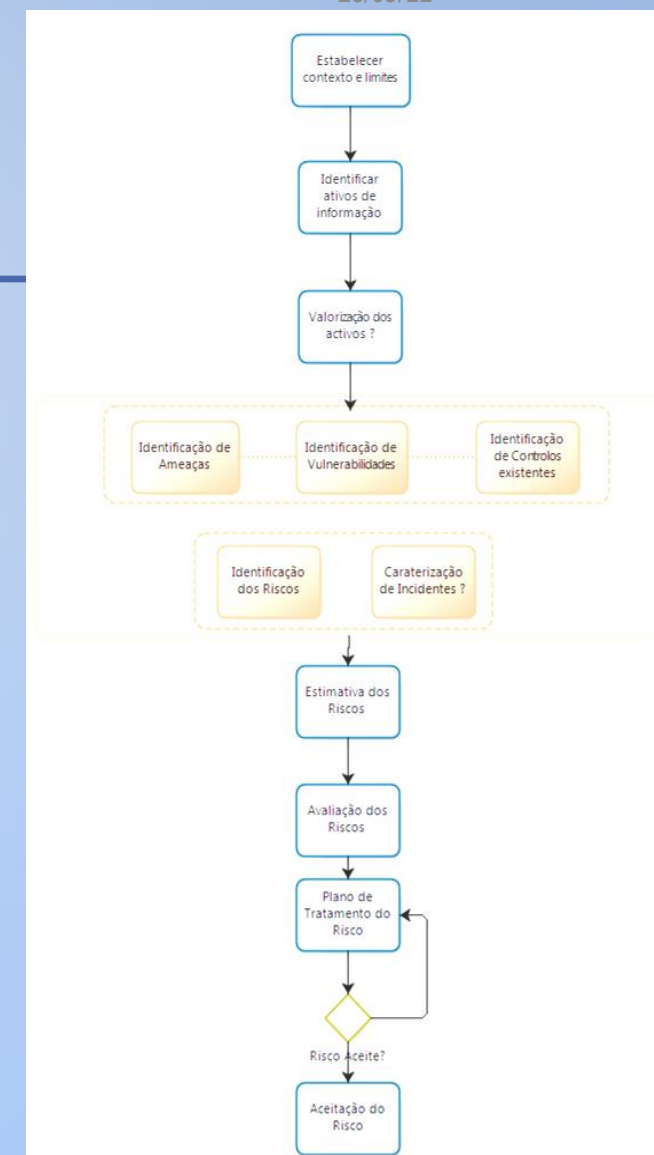 Estabelecer
contexto e limites
Identificar
ativos de
informação
Valorização dos
activos ?
Identificação de
Ameaças
Identificação de
Vulnerabilidades
Identificação
de Controlos
existentes
Identificação
dos Riscos
Caraterização
de Incidentes ?
Estimativa dos
Riscos
Avaliação dos
Riscos
Plano de
Tratamento do
Risco
Risco Aceite?
Aceitação do
Risco